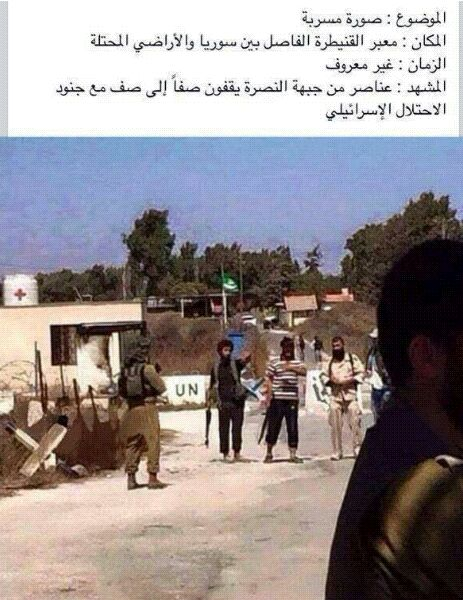 الموضوع : صورة مسربة
المكان : معبر القنيطرة الفاصل بين سوريا والأراضي المحتلة
الزمان : غير معروف
المشهد : عناصر من جبهة النصرة يقفون صفاً إلى صف مع جنود
الاحتلال الإسرائيلي
UN